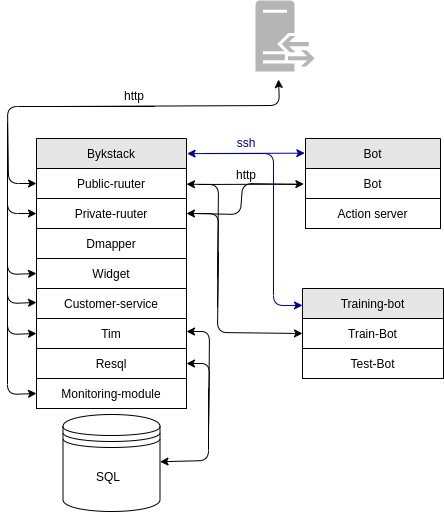 http
Bykstack
Public-ruuter
Private-ruuter
Dmapper
Widget
Customer-service
Tim
Resql
Monitoring-module
SQL
ssh
http
Bot
Bot
Action server
Training-bot
Train-Bot
Test-Bot